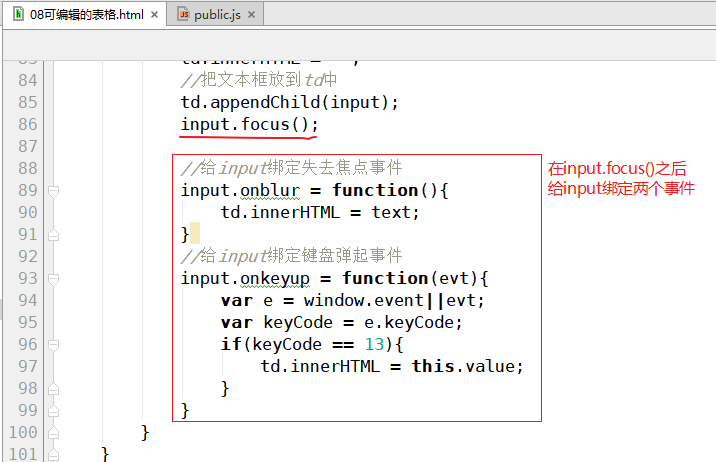 08可编辑的表格.html × public.js ×
84 //把文本框放到td中
85 td.appendChild(input);
86 input.focus();
87
88 //给input绑定失去焦点事件
89 input.onblur = function(){
90 td.innerHTML = text;
91 }
92 //给input绑定键盘弹起事件
93 input.onkeyup = function(evt){
94 var e = window.event||evt;
95 var keyCode = e.keyCode;
96 if(keyCode == 13){
97 td.innerHTML = this.value;
98 }
99 }
100 }
101 }
在input.focus()之后
给input绑定两个事件